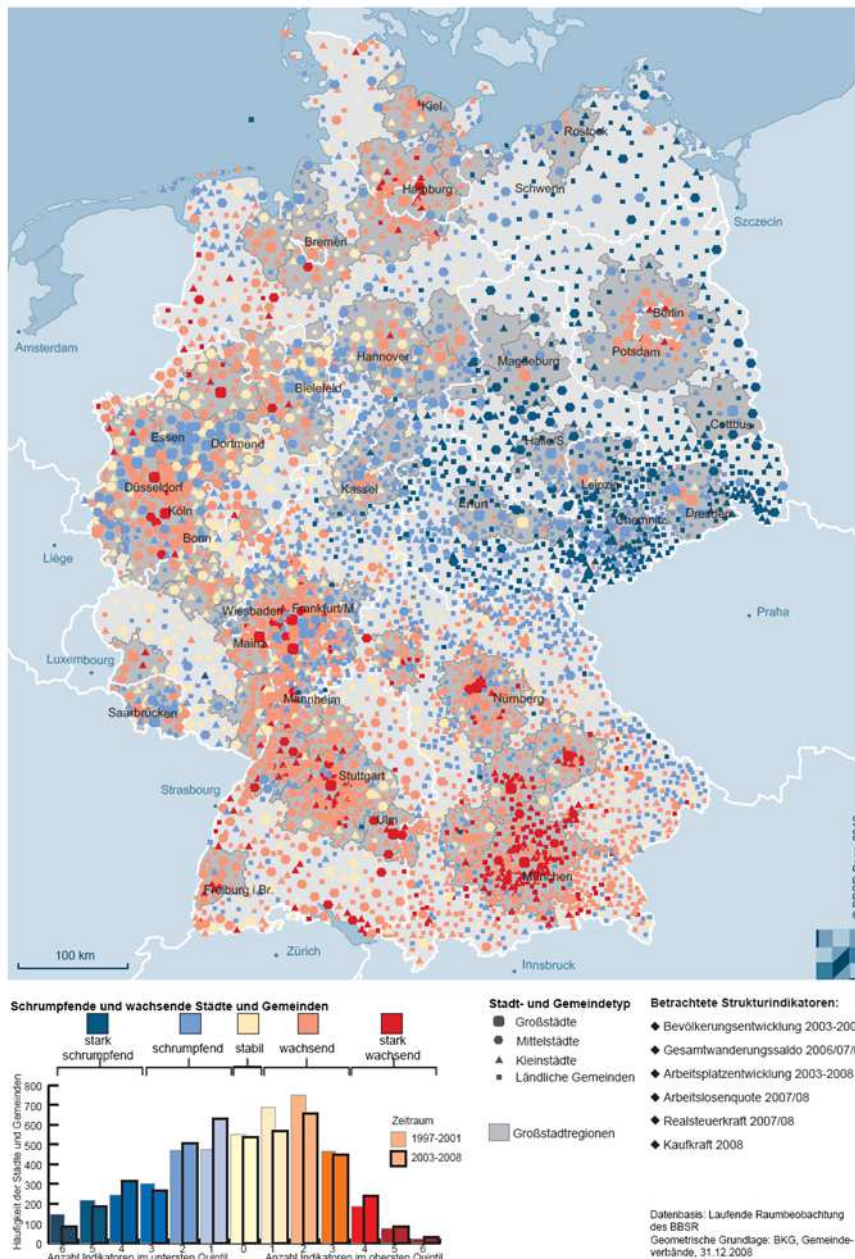 Kiel
Rostock
Hamburg
Schwerin
Szczecin
Bremen
Amsterdam
Berlin
Hannover
Potsdam
Magdeburg
Bielefeld
Cottbus
Essen
Dortmund
Halle/S.
Leipzig
Düsseldorf
Kassel
Erfurt
Dresden
Köln
Chemnitz
Bonn
Liège
Wiesbaden
Frankfurt/M.
Praha
Mainz
Luxembourg
Mannheim
Nürnberg
Saarbrücken
Stuttgart
Strasbourg
Ulm
München
Freiburg i.Br.
100 km
Zürich
Innsbruck
Schrumpfende und wachsende Städte und Gemeinden
stark schrumpfend
schrumpfend
stabil
wachsend
stark wachsend
Häufigkeit der Städte und Gemeinden
800
700
600
500
400
300
200
100
0
Zeitraum
1997-2001
2003-2008
6 5 4 3 2 1 0 1 2 3 4 5 6
Anzahl Indikatoren im untersten Quintil
Anzahl Indikatoren im obersten Quintil
Stadt- und Gemeindetyp
Großstädte
Mittelstädte
Kleinstädte
Ländliche Gemeinden
Großstadtregionen
Betrachtete Strukturindikatoren:
Bevölkerungsentwicklung 2003-200
Gesamtwanderungssaldo 2006/07/
Arbeitsplatzentwicklung 2003-2008
Arbeitslosenquote 2007/08
Realsteuerkraft 2007/08
Kaufkraft 2008
Datenbasis: Laufende Raumbeobachtung
des BBSR
Geometrische Grundlage: BKG, Gemeinde-
verbände, 31.12.2008